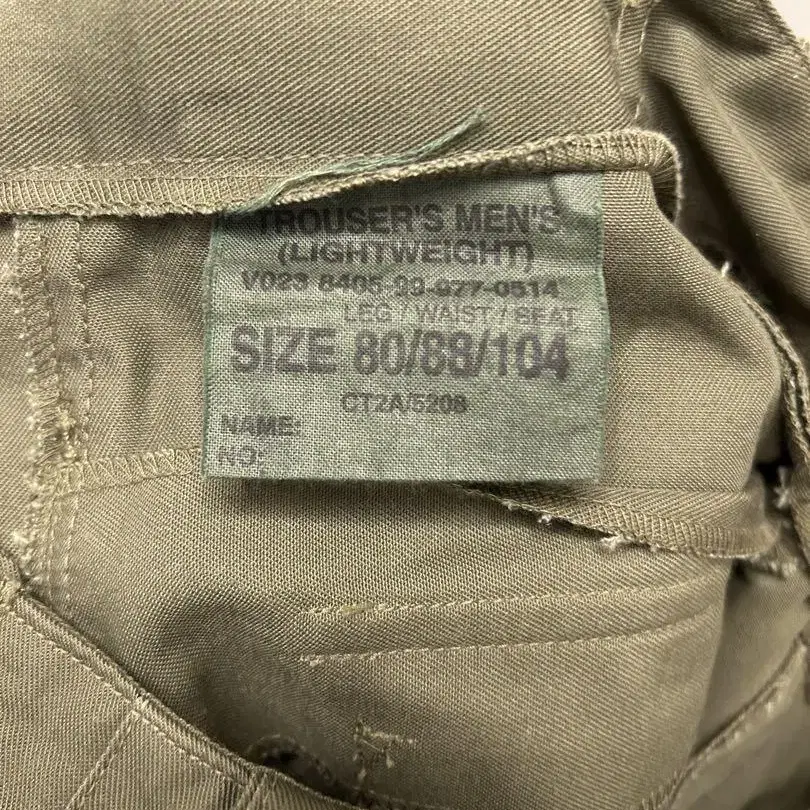 TROUSER'S MEN'S
(LIGHTWEIGHT)
V023 8405-99-977-0514
LEG / WAIST / SEAT
SIZE 80/88/104
CT2A/5208
NAME:
NO: